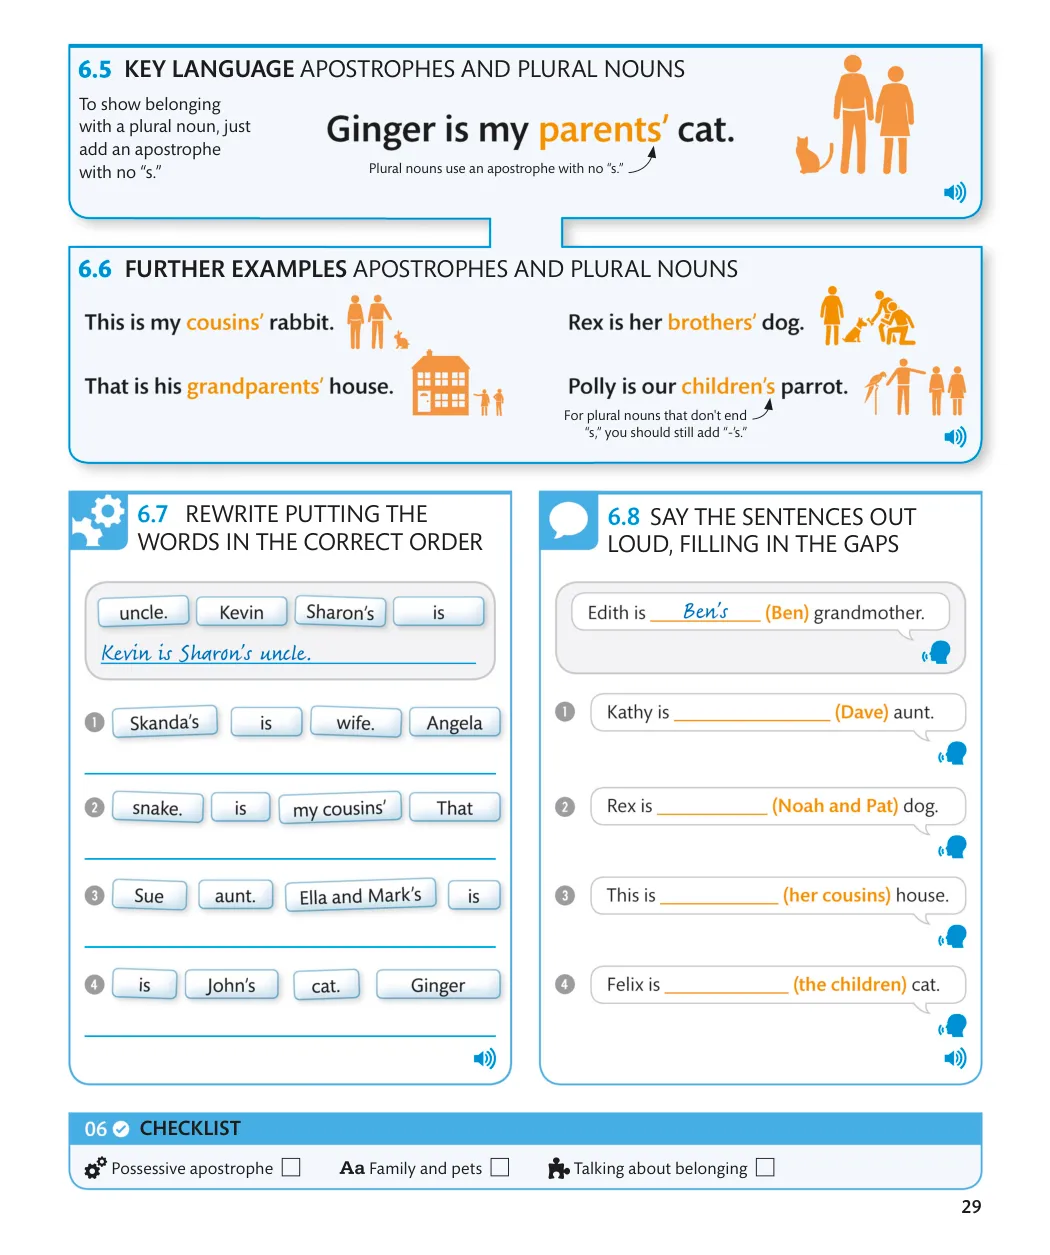 6.5 KEY LANGUAGE APOSTROPHES AND PLURAL NOUNS
To show belonging
with a plural noun, just
add an apostrophe
with no “s.”
Ginger is my parents’ cat.
Plural nouns use an apostrophe with no “s.”
6.6 FURTHER EXAMPLES APOSTROPHES AND PLURAL NOUNS
This is my cousins’ rabbit.
That is his grandparents’ house.
Rex is her brothers’ dog.
Polly is our children’s parrot.
For plural nouns that don't end
“s,” you should still add “-’s.”
6.7 REWRITE PUTTING THE
WORDS IN THE CORRECT ORDER
uncle. Kevin Sharon’s is
Kevin is Sharon’s uncle.
1 Skanda’s is wife. Angela
2 snake. is my cousins’ That
3 Sue aunt. Ella and Mark’s is
4 is John’s cat. Ginger
6.8 SAY THE SENTENCES OUT
LOUD, FILLING IN THE GAPS
Edith is Ben’s (Ben) grandmother.
1 Kathy is ________________ (Dave) aunt.
2 Rex is ___________ (Noah and Pat) dog.
3 This is ____________ (her cousins) house.
4 Felix is ____________ (the children) cat.
06 CHECKLIST
Possessive apostrophe Aa Family and pets Talking about belonging
29